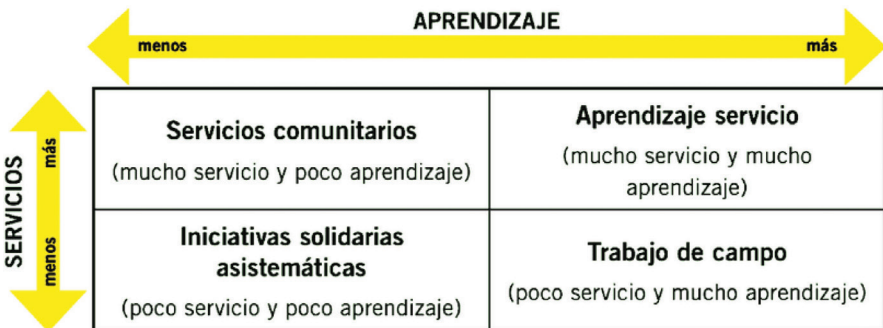 APRENDIZAJE
menos
más
SERVICIOS
más
menos
Servicios comunitarios
(mucho servicio y poco aprendizaje)
Aprendizaje servicio
(mucho servicio y mucho
aprendizaje)
Iniciativas solidarias
asistemáticas
(poco servicio y poco aprendizaje)
Trabajo de campo
(poco servicio y mucho aprendizaje)